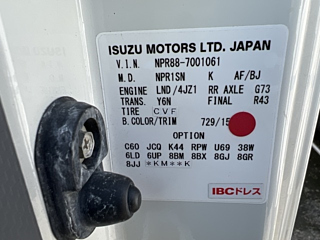 ISUZU MOTORS LTD. JAPAN
V.I.N. NPR88-7001061
M.D. NPR1SN K AF/BJ
ENGINE LND/4JZ1 RR AXLE G73
TRANS. Y6N FINAL R43
TIRE CVF
B.COLOR/TRIM 729/15
OPTION
C60 JCQ K44 RPW U69 38W
6LD 6UP 8BM 8BX 8GJ 8GR
8JJ *KM**K
IBCドレス